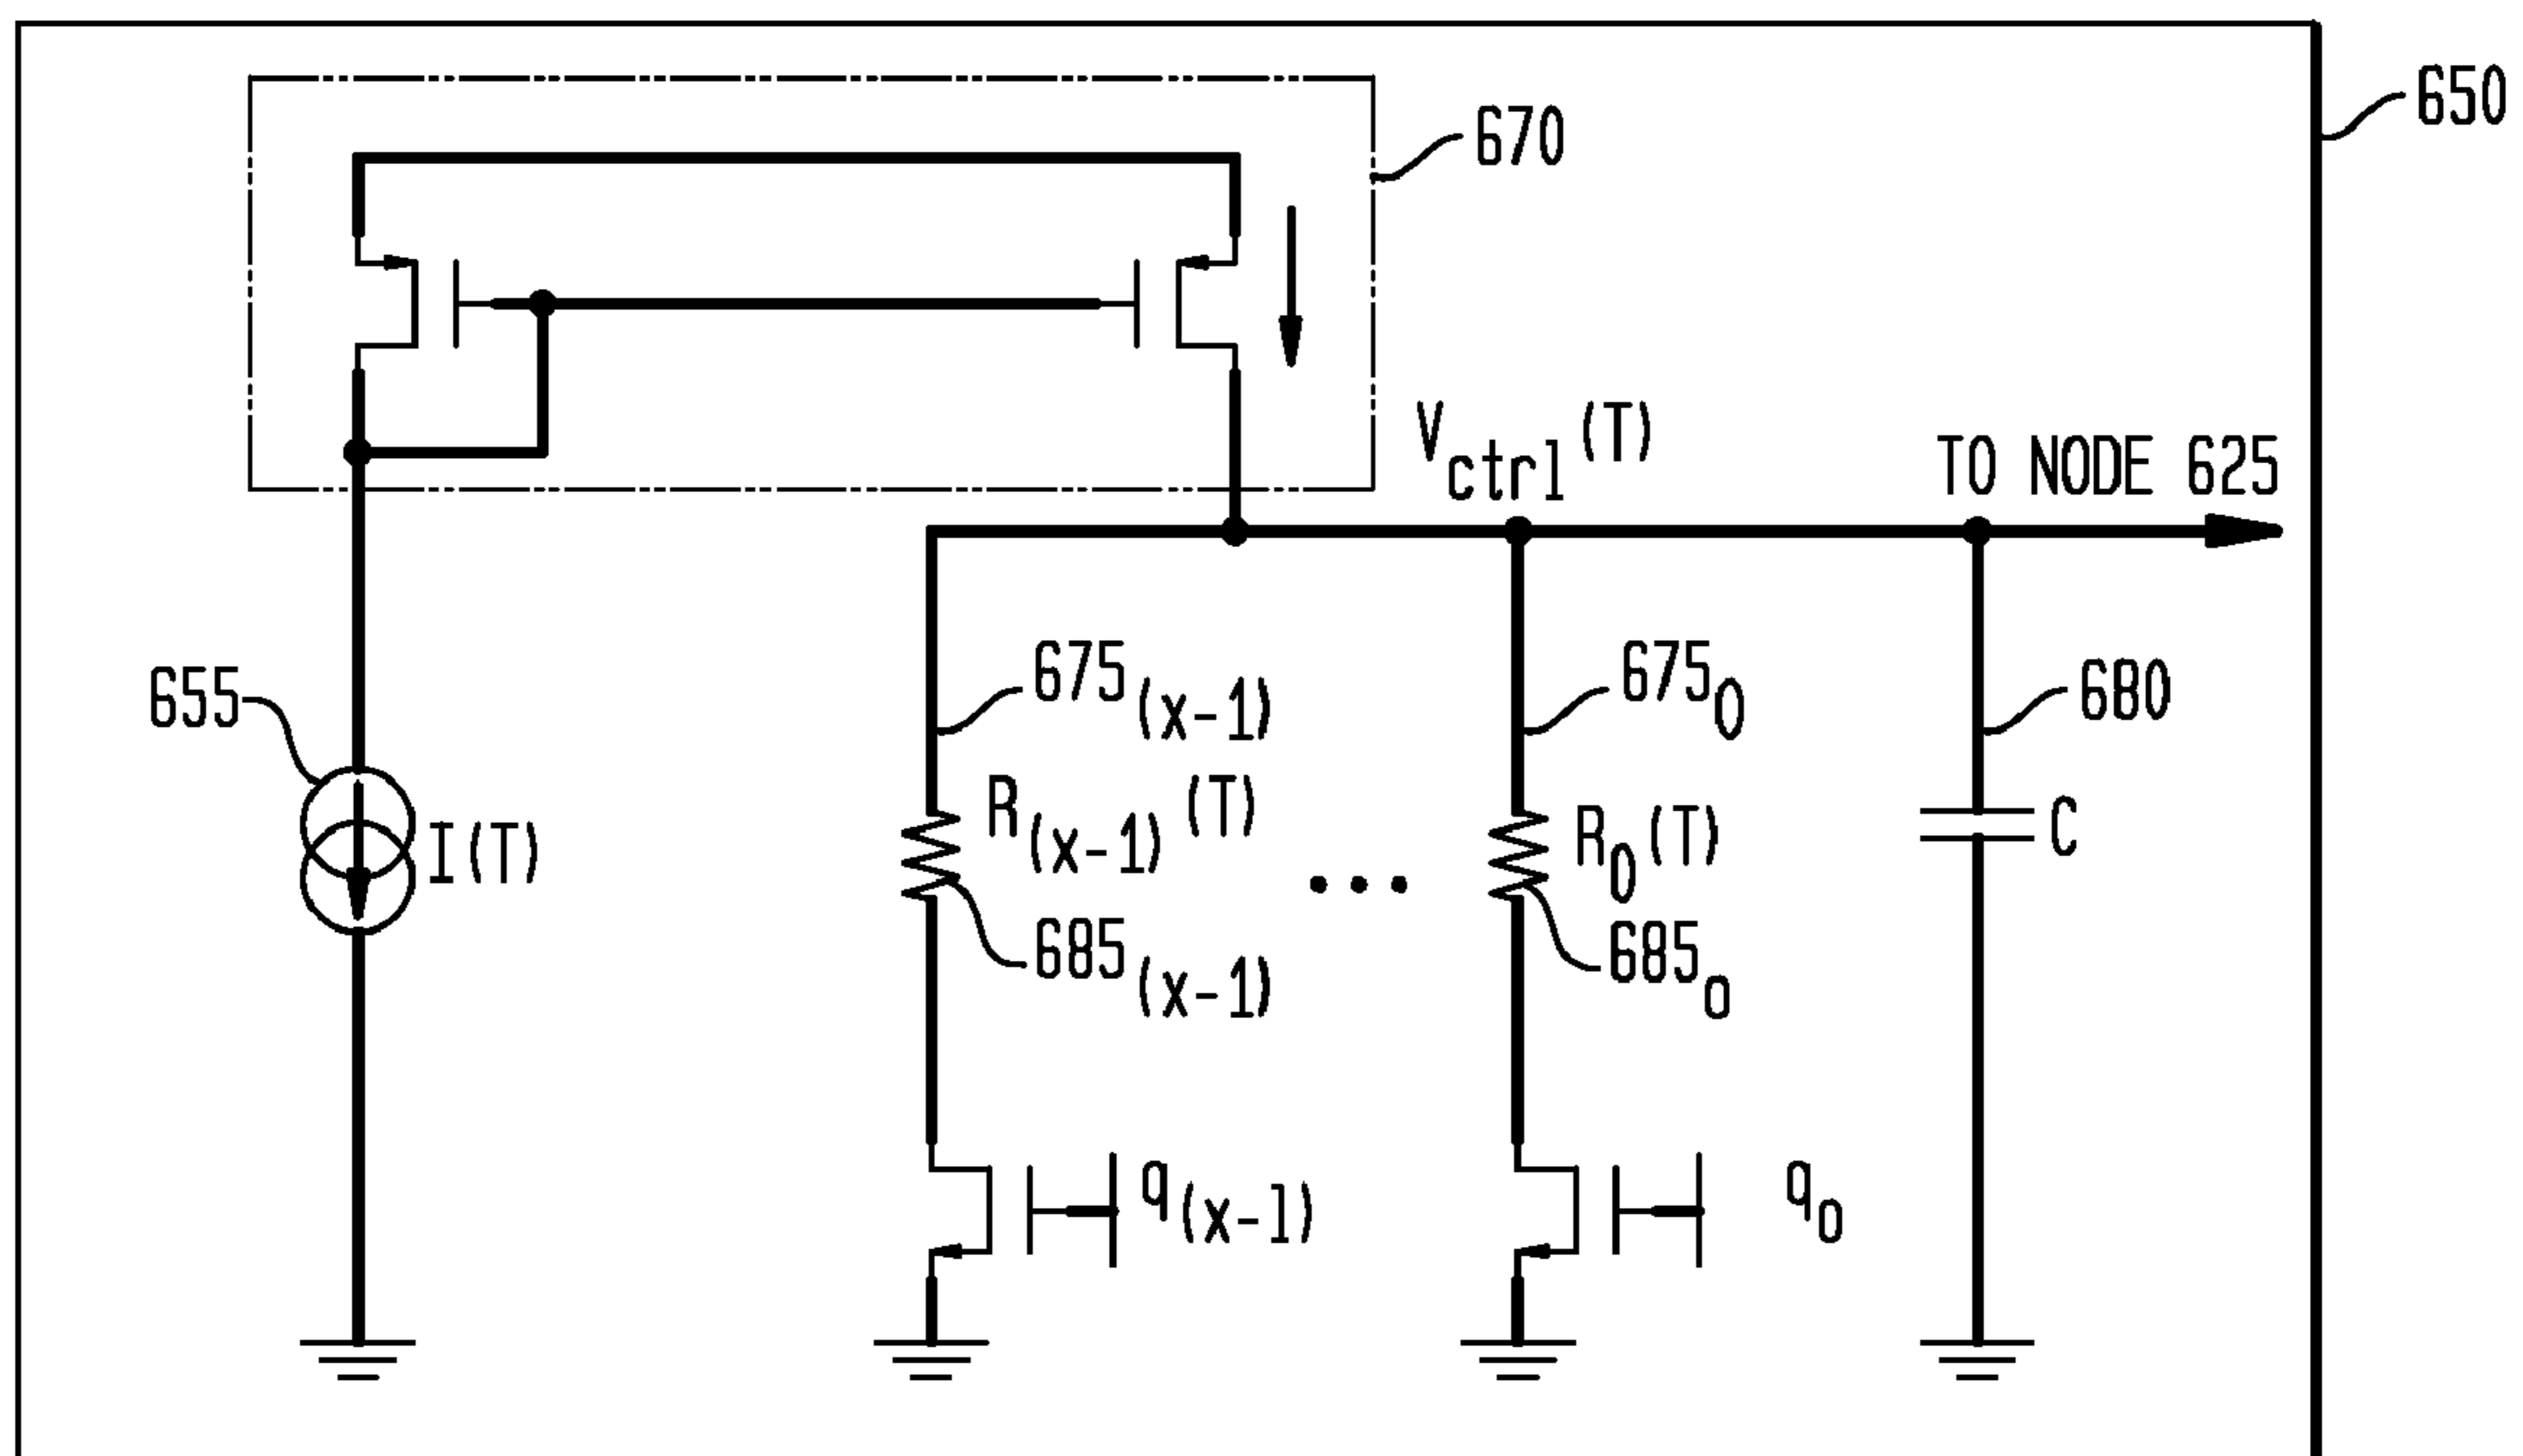 650
670
V_ctrl (T)
TO NODE 625
655
I(T)
675_(x-1)
R_(x-1) (T)
685_(x-1)
• • •
675_0
R_0 (T)
685_0
680
C
q_(x-1)
q_0